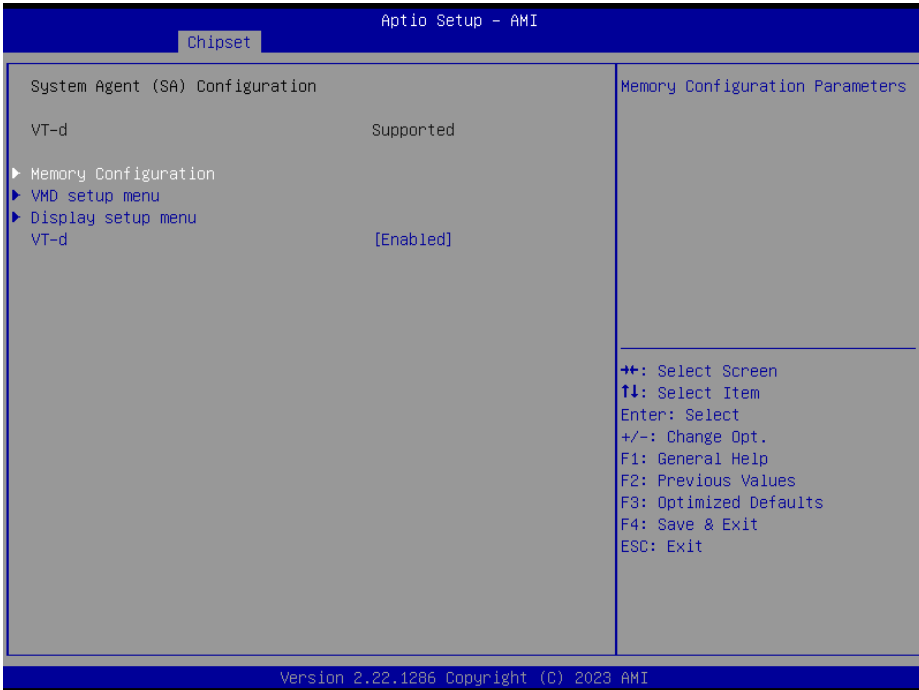 Aptio Setup - AMI
Chipset
System Agent (SA) Configuration
VT-d Supported
Memory Configuration
VMD setup menu
Display setup menu
VT-d [Enabled]
Memory Configuration Parameters
→←: Select Screen
↑↓: Select Item
Enter: Select
+/-: Change Opt.
F1: General Help
F2: Previous Values
F3: Optimized Defaults
F4: Save & Exit
ESC: Exit
Version 2.22.1286 Copyright (C) 2023 AMI